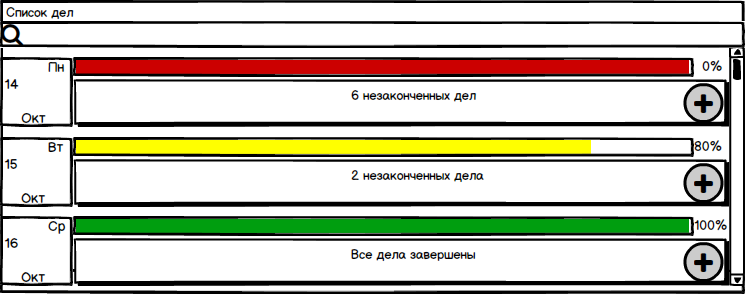 Список дел
Пн
0%
14
6 незаконченных дел
Окт
Вт
80%
15
2 незаконченных дела
Окт
Ср
100%
16
Все дела завершены
Окт